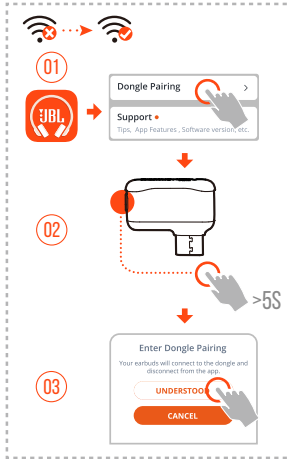 01
JBL
Dongle Pairing
Support
Tips, App Features , Software version, etc.
02
>5S
03
Enter Dongle Pairing
Your earbuds will connect to the dongle and
disconnect from the app.
UNDERSTOOD
CANCEL